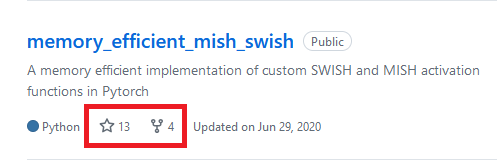 memory_efficient_mish_swish Public
A memory efficient implementation of custom SWISH and MISH activation
functions in Pytorch
Python 13 4 Updated on Jun 29, 2020